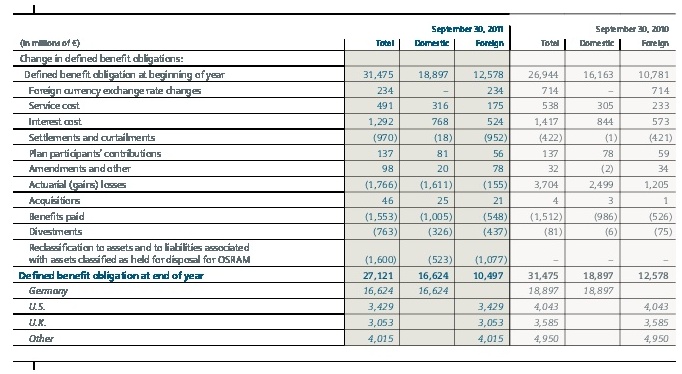 September 30, 2011 September 30, 2010
(in millions of €) Total Domestic Foreign Total Domestic Foreign
Change in defined benefit obligations:
Defined benefit obligation at beginning of year 31,475 18,897 12,578 26,944 16,163 10,781
Foreign currency exchange rate changes 234 – 234 714 – 714
Service cost 491 316 175 538 305 233
Interest cost 1,292 768 524 1,417 844 573
Settlements and curtailments (970) (18) (952) (422) (1) (421)
Plan participants' contributions 137 81 56 137 78 59
Amendments and other 98 20 78 32 (2) 34
Actuarial (gains) losses (1,766) (1,611) (155) 3,704 2,499 1,205
Acquisitions 46 25 21 4 3 1
Benefits paid (1,553) (1,005) (548) (1,512) (986) (526)
Divestments (763) (326) (437) (81) (6) (75)
Reclassification to assets and to liabilities associated
with assets classified as held for disposal for OSRAM (1,600) (523) (1,077) – – –
Defined benefit obligation at end of year 27,121 16,624 10,497 31,475 18,897 12,578
Germany 16,624 16,624 18,897 18,897
U.S. 3,429 3,429 4,043 4,043
U.K. 3,053 3,053 3,585 3,585
Other 4,015 4,015 4,950 4,950